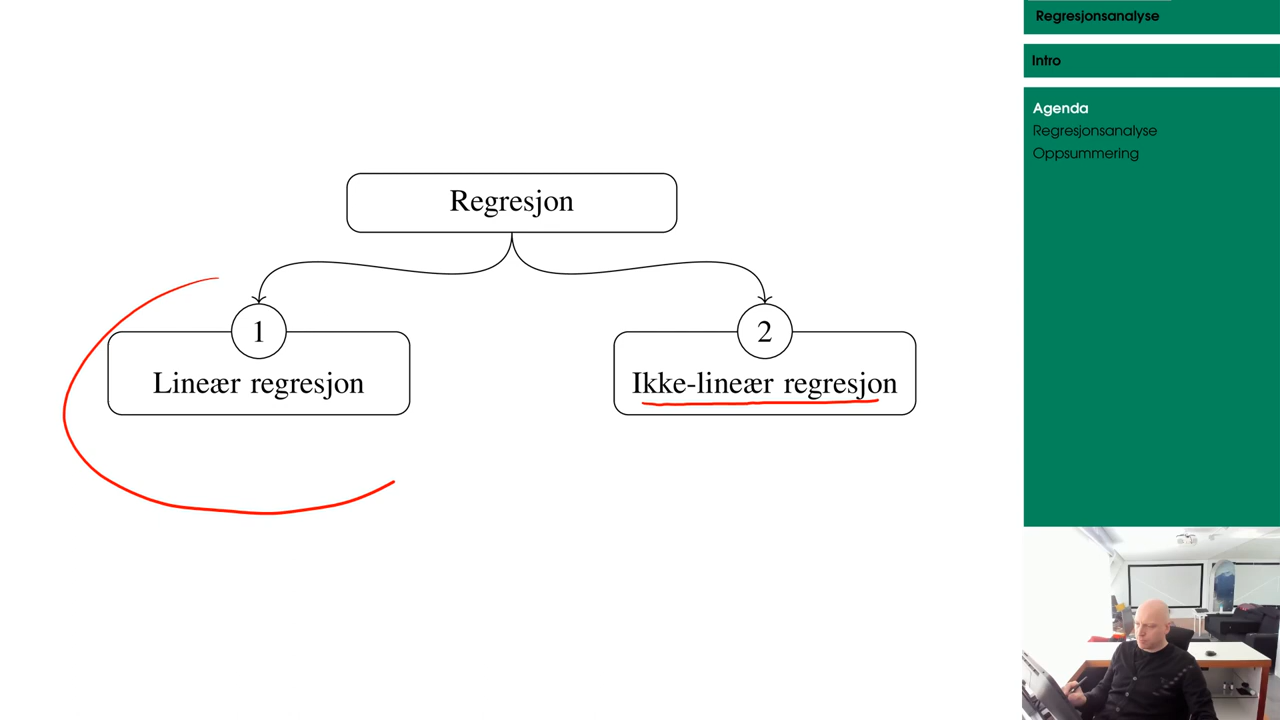 Regresjon
1
Lineær regresjon
2
Ikke-lineær regresjon
Regresjonsanalyse
Intro
Agenda
Regresjonsanalyse
Oppsummering